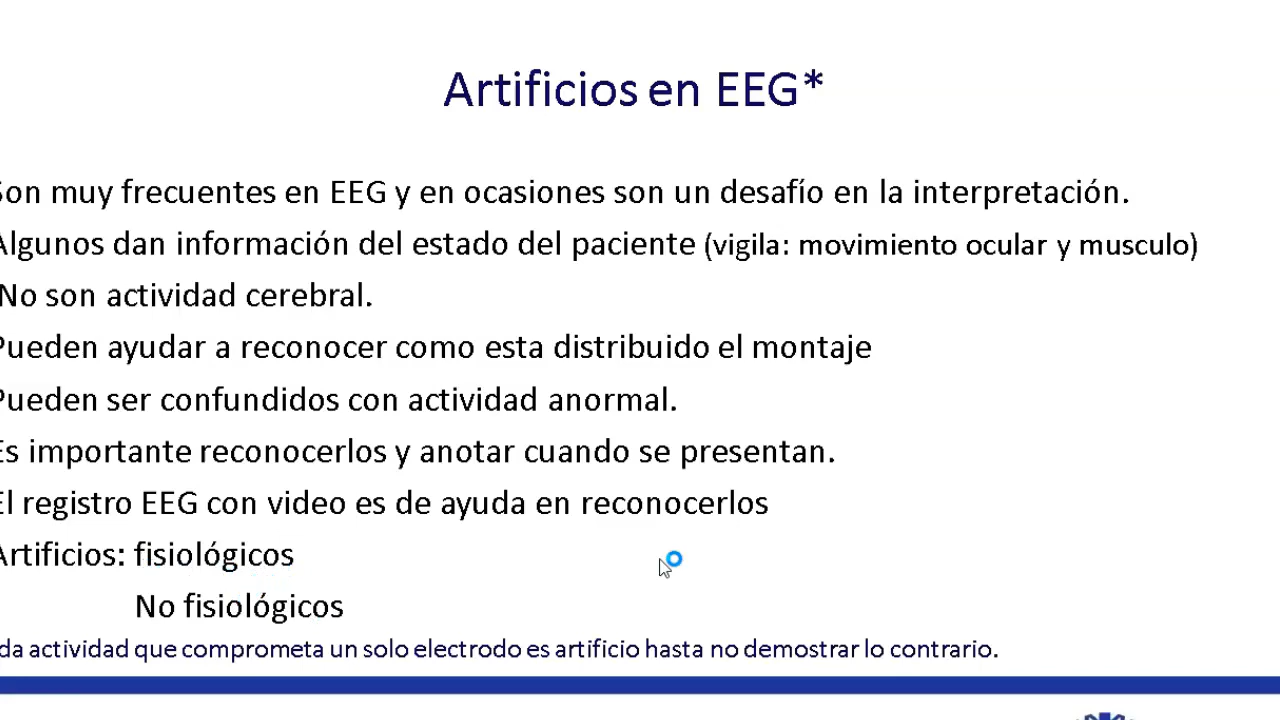 Artificios en EEG*
Son muy frecuentes en EEG y en ocasiones son un desafío en la interpretación.
Algunos dan información del estado del paciente (vigila: movimiento ocular y musculo)
No son actividad cerebral.
Pueden ayudar a reconocer como esta distribuido el montaje
Pueden ser confundidos con actividad anormal.
Es importante reconocerlos y anotar cuando se presentan.
El registro EEG con video es de ayuda en reconocerlos
Artificios: fisiológicos
No fisiológicos
da actividad que comprometa un solo electrodo es artificio hasta no demostrar lo contrario.